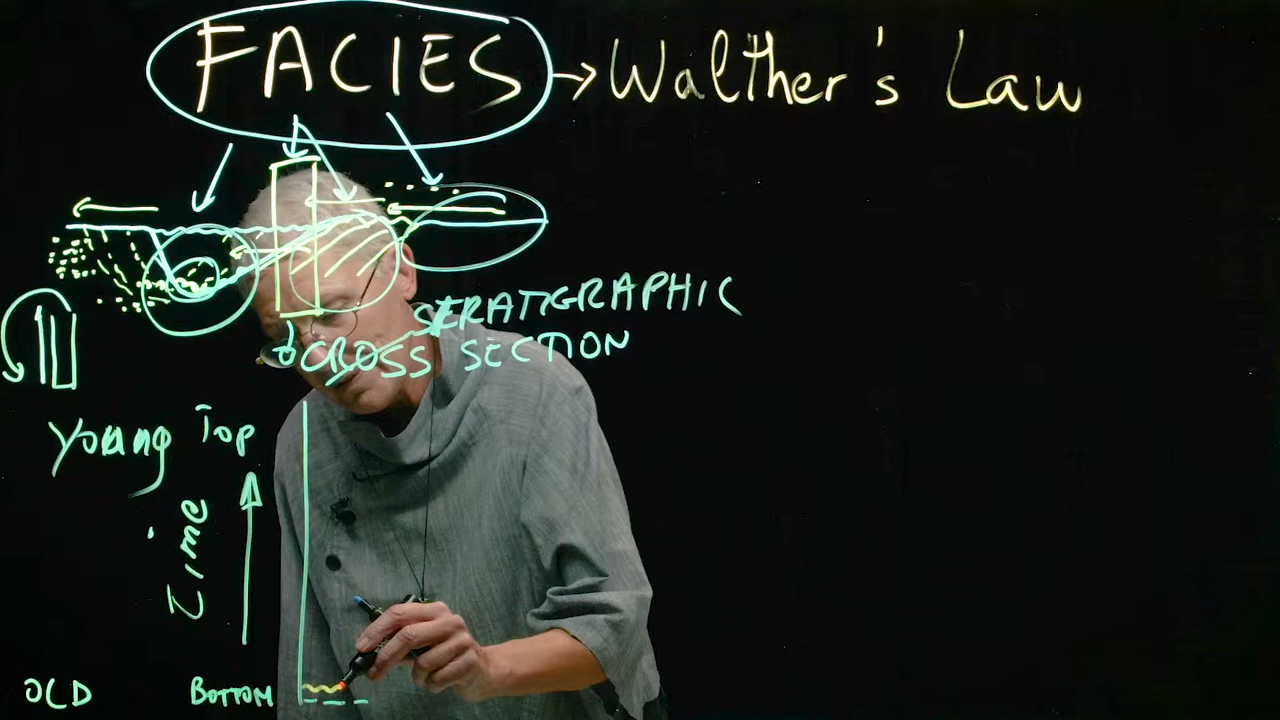 FACIES → Walther's Law
STRATIGRAPHIC
CROSS SECTION
Young Top
Time
OLD BOTTOM